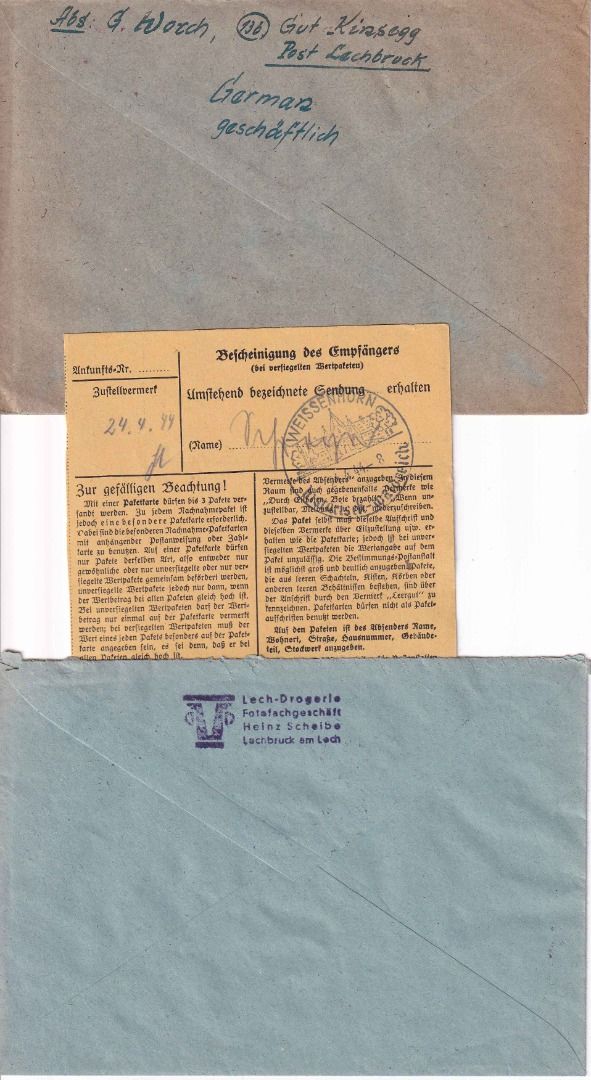 Abs: G. Worch, (13b) Gut Kinsegg
Post Lechbruck
German
geschäftlich
Bescheinigung des Empfängers
(bei versiegelten Wertpaketen)
Ankunfts-Nr. ..........
Zustellvermerk
Umstehend bezeichnete Sendung erhalten
24. 4. 44
(Name)
WEISSENHORN
Zur gefälligen Beachtung!
Mit einer Paketkarte dürfen bis 3 Pakete ver-
sandt werden. Zu jedem Nachnahmepaket ist
jedoch eine besondere Paketkarte erforderlich.
Dabei sind die besonderen Nachnahme-Paketkarten
mit anhängender Postanweisung oder Zahl-
karte zu benutzen. Auf einer Paketkarte dürfen
nur Pakete derselben Art, also entweder nur
gewöhnliche oder nur unversiegelte oder nur ver-
siegelte Wertpakete gemeinsam befördert werden,
unversiegelte Wertpakete jedoch nur dann, wenn
der Wertbetrag bei allen Paketen gleich hoch ist.
Bei unversiegelten Wertpaketen darf der Wert-
betrag nur einmal auf der Paketkarte vermerkt
werden; bei versiegelten Wertpaketen muß der
Wert eines jeden Pakets besonders auf der Paket-
karte angegeben sein, es sei denn, daß er bei
allen Paketen gleich hoch ist.
Vermerke des Absenders" anzugeben. In diesem
Raum sind auch gegebenenfalls Vermerke wie
„Durch Eilboten, Bote bezahlt", „Wenn un-
zustellbar, niederzuschreiben.
Das Paket selbst muß dieselbe Aufschrift und
dieselben Vermerke über Eilzustellung usw. er-
halten wie die Paketkarte; jedoch ist bei unver-
siegelten Wertpaketen die Wertangabe auf dem
Paket unzulässig. Die Bestimmungs-Postanstalt
ist möglichst groß und deutlich anzugeben. Pakete,
die aus leeren Schachteln, Kisten, Körben oder
anderen leeren Behältnissen bestehen, sind über
der Anschrift durch den Vermerk „Leergut" zu
kennzeichnen. Paketkarten dürfen nicht als Paket-
aufschriften benutzt werden.
Auf den Paketen ist des Absenders Name,
Wohnort, Straße, Hausnummer, Gebäude-
teil, Stockwerk anzugeben.
Lech-Drogerie
Fotofachgeschäft
Heinz Scheibe
Lechbruck am Lech